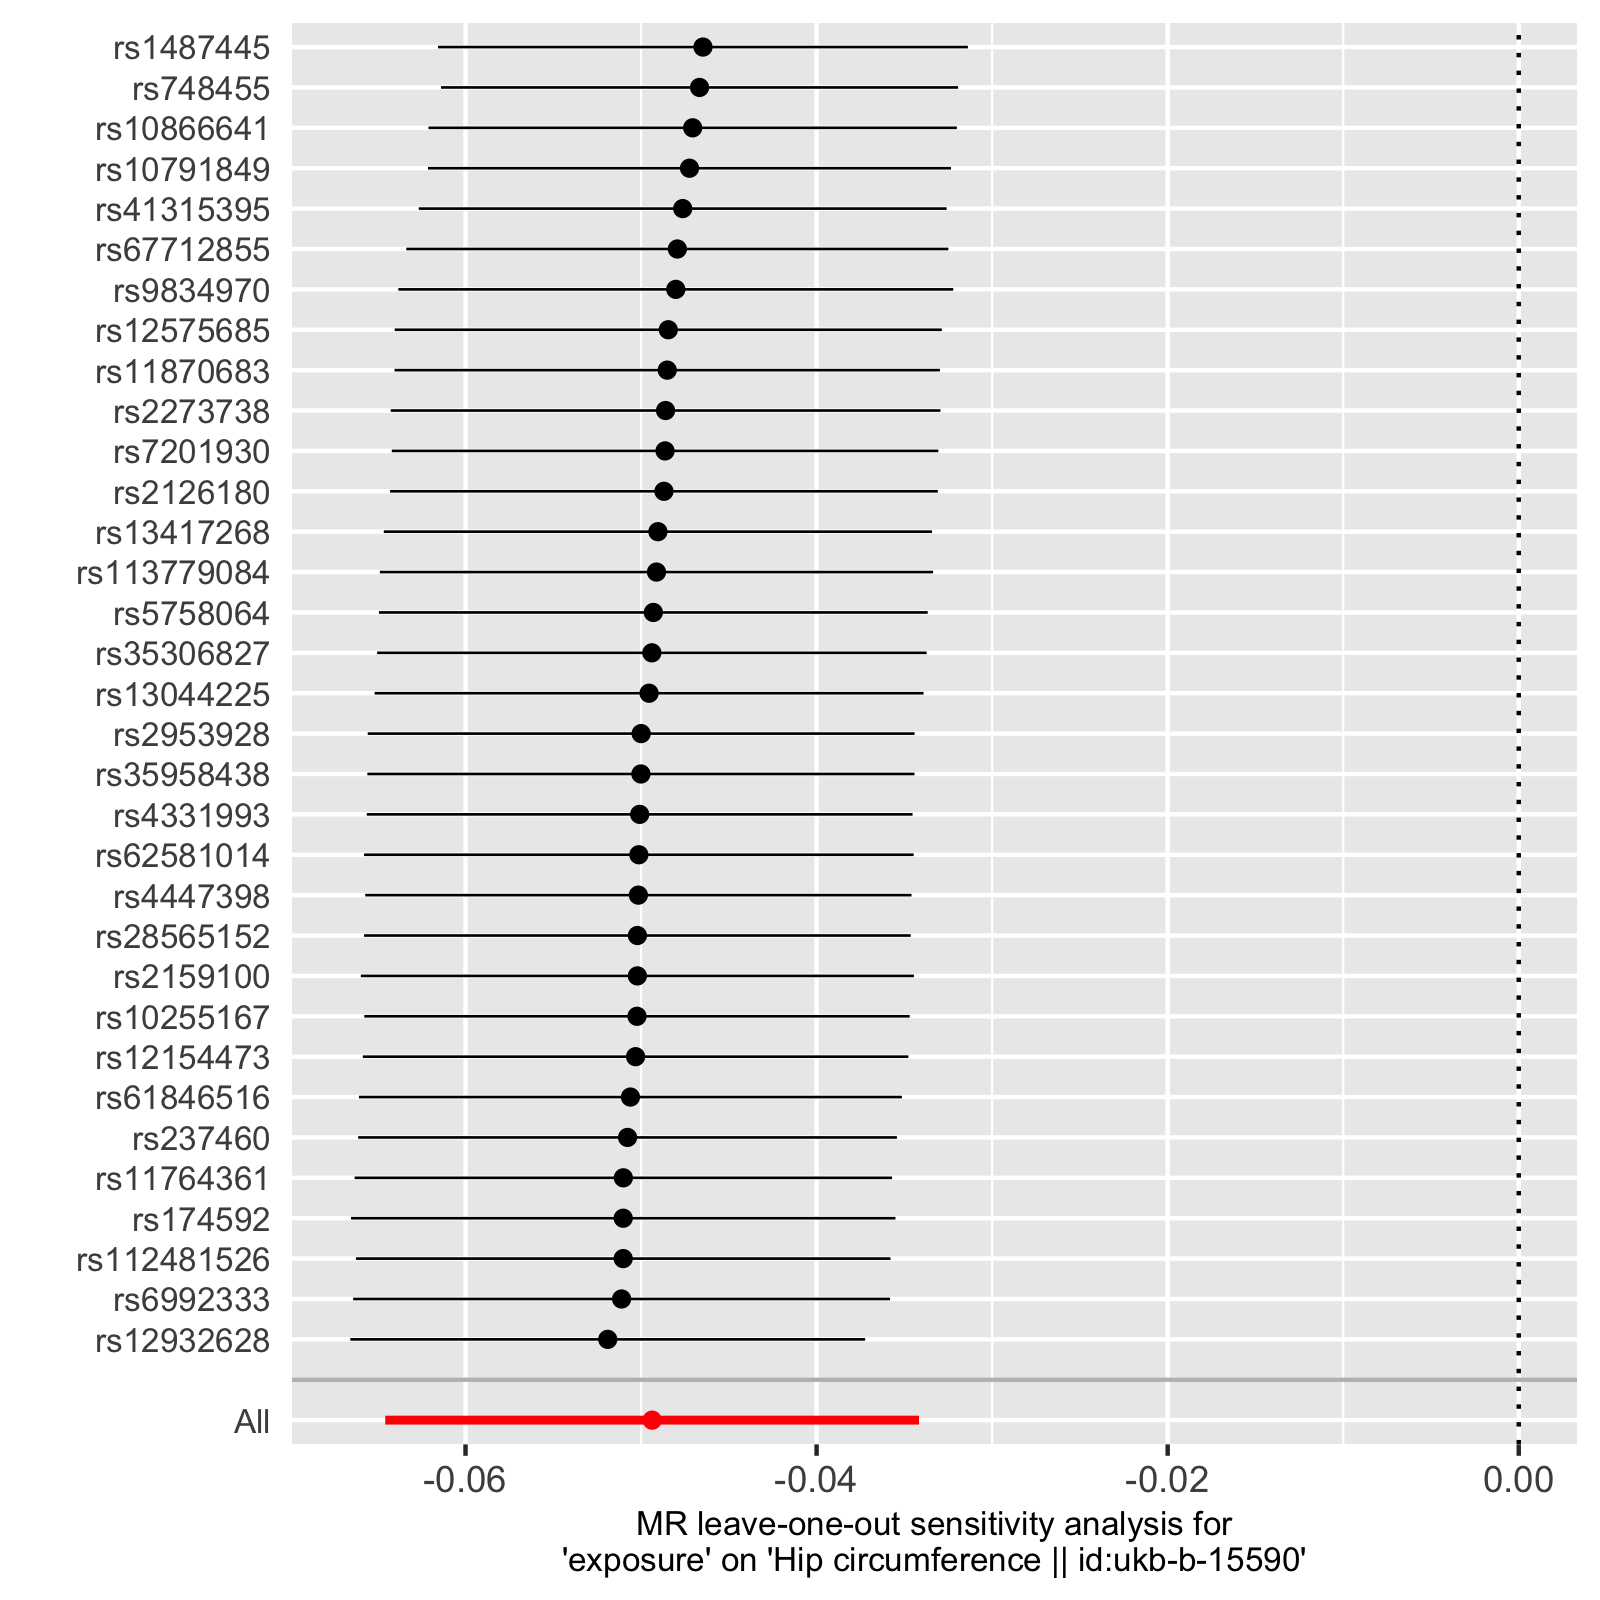 rs1487445
rs748455
rs10866641
rs10791849
rs41315395
rs67712855
rs9834970
rs12575685
rs11870683
rs2273738
rs7201930
rs2126180
rs13417268
rs113779084
rs5758064
rs35306827
rs13044225
rs2953928
rs35958438
rs4331993
rs62581014
rs4447398
rs28565152
rs2159100
rs10255167
rs12154473
rs61846516
rs237460
rs11764361
rs174592
rs112481526
rs6992333
rs12932628
All
-0.06 -0.04 -0.02 0.00
MR leave-one-out sensitivity analysis for
'exposure' on 'Hip circumference || id:ukb-b-15590'